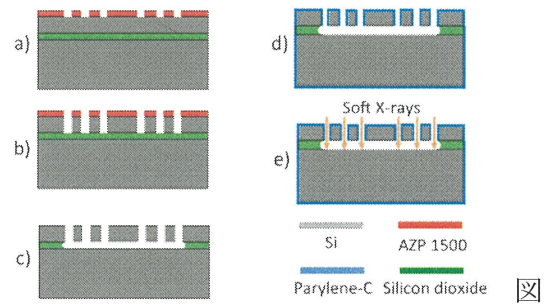 a)
b)
c)
d)
Soft X-rays
e)
Si
AZP 1500
Parylene-C
Silicon dioxide
図